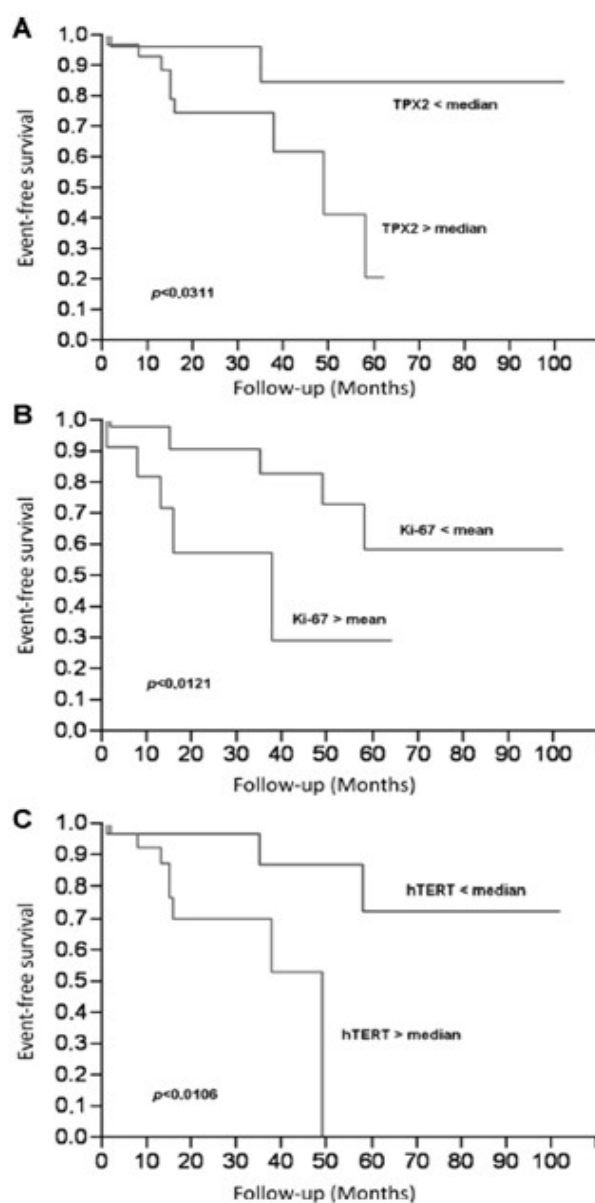 A
Event-free survival
1.0
0.9
0.8
0.7
0.6
0.5
0.4
0.3
0.2
0.1
0.0
TPX2 < median
TPX2 > median
p<0.0311
0 10 20 30 40 50 60 70 80 90 100
Follow-up (Months)
B
Event-free survival
1.0
0.9
0.8
0.7
0.6
0.5
0.4
0.3
0.2
0.1
0.0
Ki-67 < mean
Ki-67 > mean
p<0.0121
0 10 20 30 40 50 60 70 80 90 100
Follow-up (Months)
C
Event-free survival
1.0
0.9
0.8
0.7
0.6
0.5
0.4
0.3
0.2
0.1
0.0
hTERT < median
hTERT > median
p<0.0106
0 10 20 30 40 50 60 70 80 90 100
Follow-up (Months)